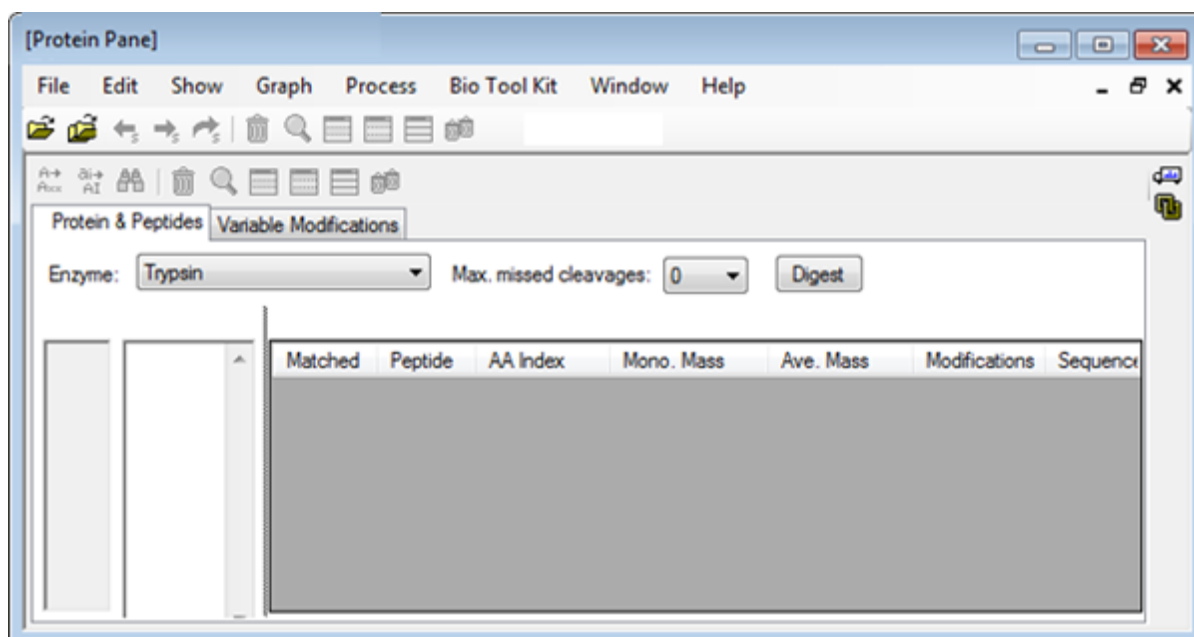 [Protein Pane]
File Edit Show Graph Process Bio Tool Kit Window Help
Protein & Peptides Variable Modifications
Enzyme: Trypsin Max. missed cleavages: 0 Digest
Matched Peptide AA Index Mono. Mass Ave. Mass Modifications Sequence